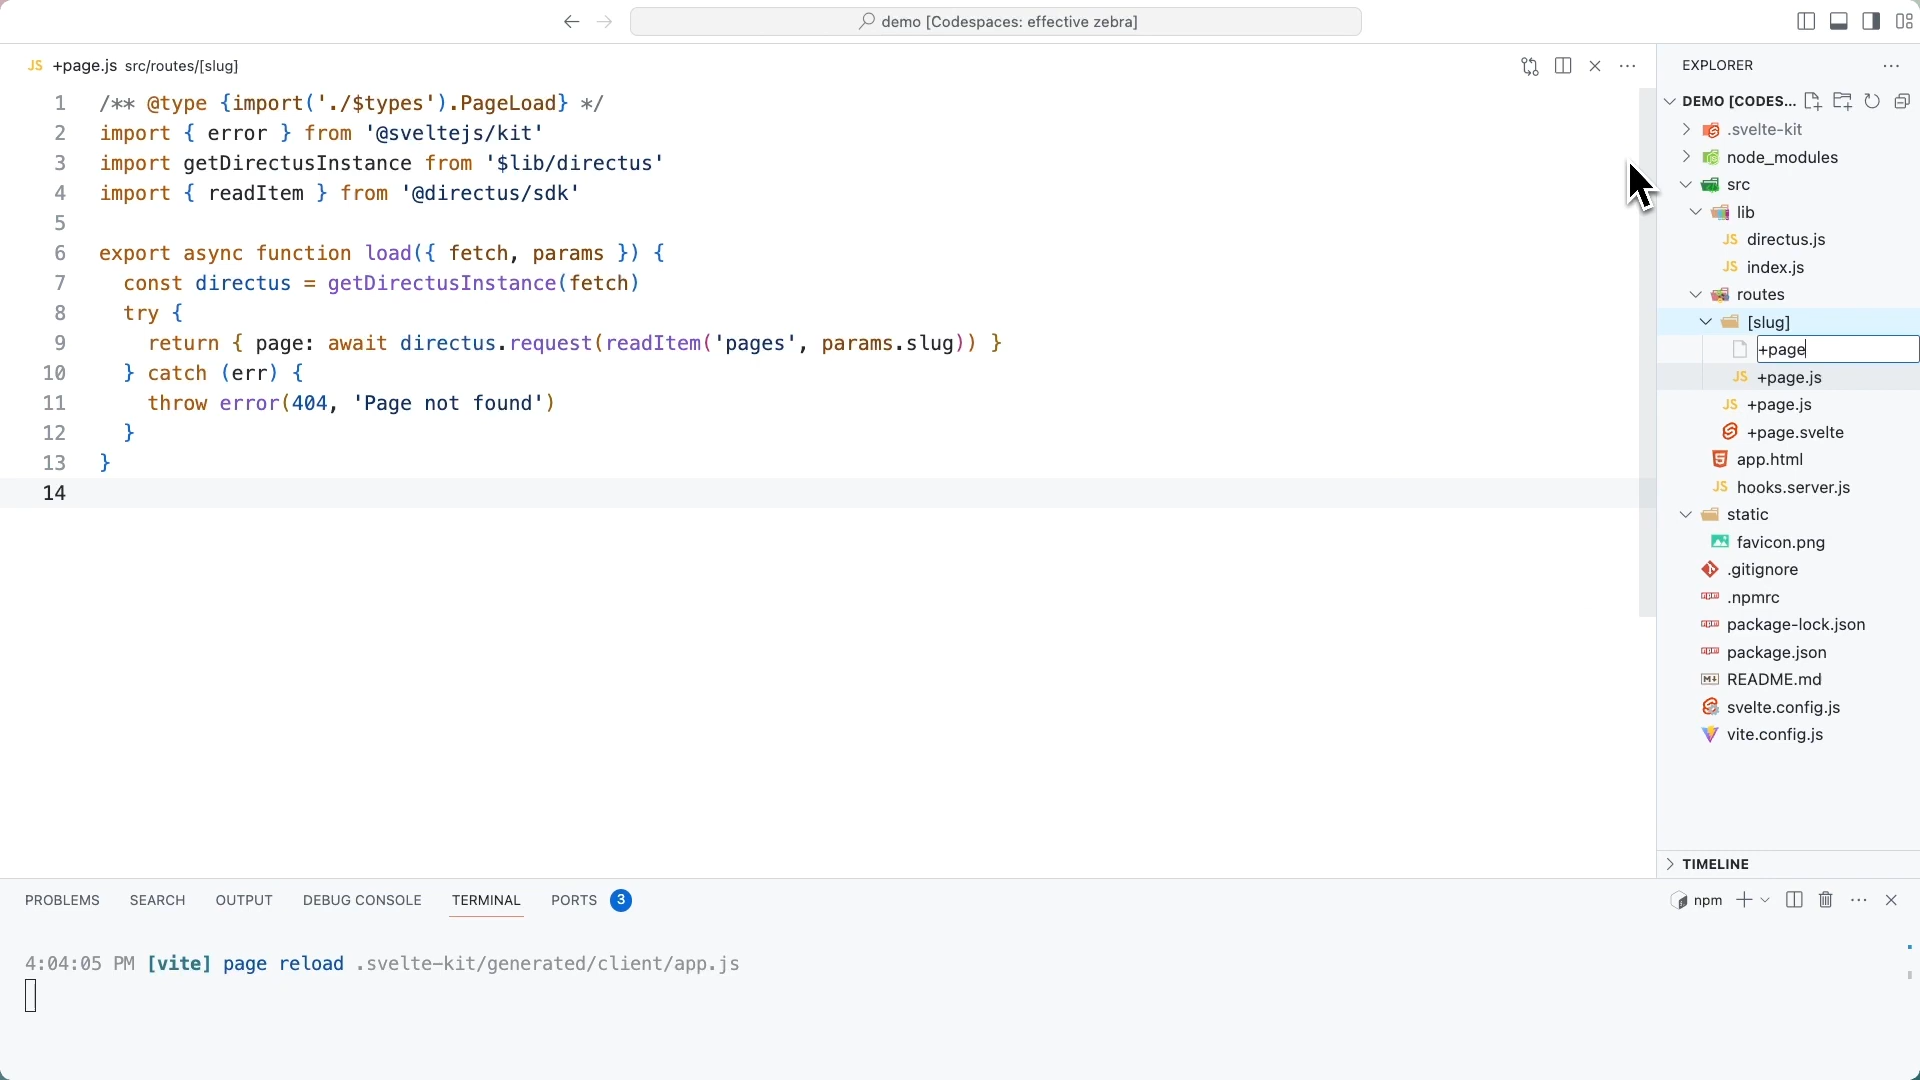 demo [Codespaces: effective zebra]
JS +page.js src/routes/[slug]
1 /** @type {import('./$types').PageLoad} */
2 import { error } from '@sveltejs/kit'
3 import getDirectusInstance from '$lib/directus'
4 import { readItem } from '@directus/sdk'
5
6 export async function load({ fetch, params }) {
7 const directus = getDirectusInstance(fetch)
8 try {
9 return { page: await directus.request(readItem('pages', params.slug)) }
10 } catch (err) {
11 throw error(404, 'Page not found')
12 }
13 }
14
EXPLORER
DEMO [CODES...
.svelte-kit
node_modules
src
lib
JS directus.js
JS index.js
routes
[slug]
+page
JS +page.js
JS +page.js
+page.svelte
app.html
JS hooks.server.js
static
favicon.png
.gitignore
.npmrc
package-lock.json
package.json
README.md
svelte.config.js
vite.config.js
TIMELINE
PROBLEMS SEARCH OUTPUT DEBUG CONSOLE TERMINAL PORTS 3
npm
4:04:05 PM [vite] page reload .svelte-kit/generated/client/app.js